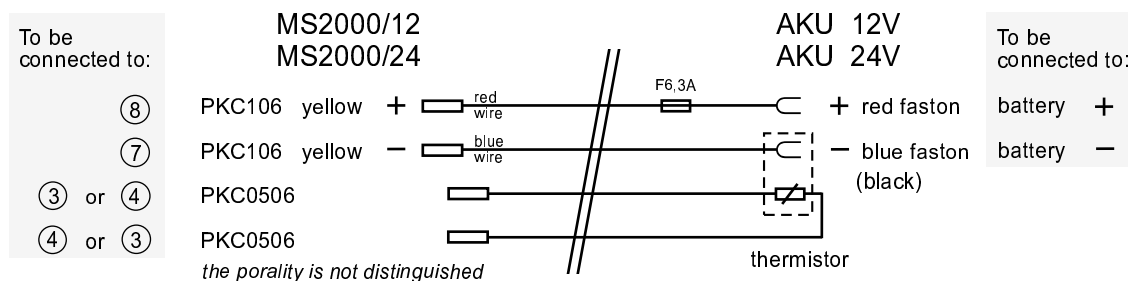 MS2000/12 AKU 12V
MS2000/24 AKU 24V
To be
connected to:
To be
connected to:
F6,3A
⑧ PKC106 yellow + red
wire + red faston battery +
⑦ PKC106 yellow − blue
wire − blue faston battery −
(black)
③ or ④ PKC0506
④ or ③ PKC0506
thermistor
the porality is not distinguished